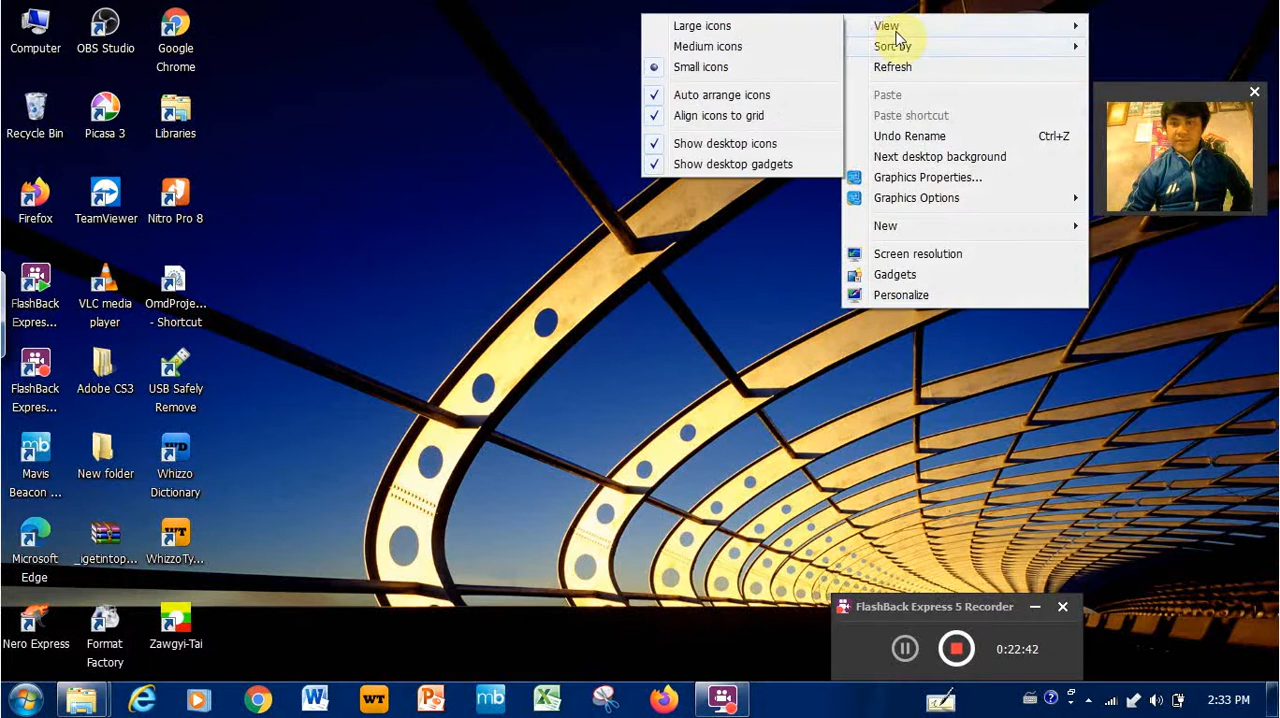 Computer
OBS Studio
Google
Chrome
Recycle Bin
Picasa 3
Libraries
Firefox
TeamViewer
Nitro Pro 8
FlashBack
Expres...
VLC media
player
OmdProje...
- Shortcut
FlashBack
Expres...
Adobe CS3
USB Safely
Remove
Mavis
Beacon ...
New folder
Whizzo
Dictionary
Microsoft
Edge
_igetintop...
WhizzoTy...
Nero Express
Format
Factory
Zawgyi-Tai
Large icons
Medium icons
Small icons
Auto arrange icons
Align icons to grid
Show desktop icons
Show desktop gadgets
View
Sort by
Refresh
Paste
Paste shortcut
Undo Rename Ctrl+Z
Next desktop background
Graphics Properties...
Graphics Options
New
Screen resolution
Gadgets
Personalize
FlashBack Express 5 Recorder
0:22:42
2:33 PM